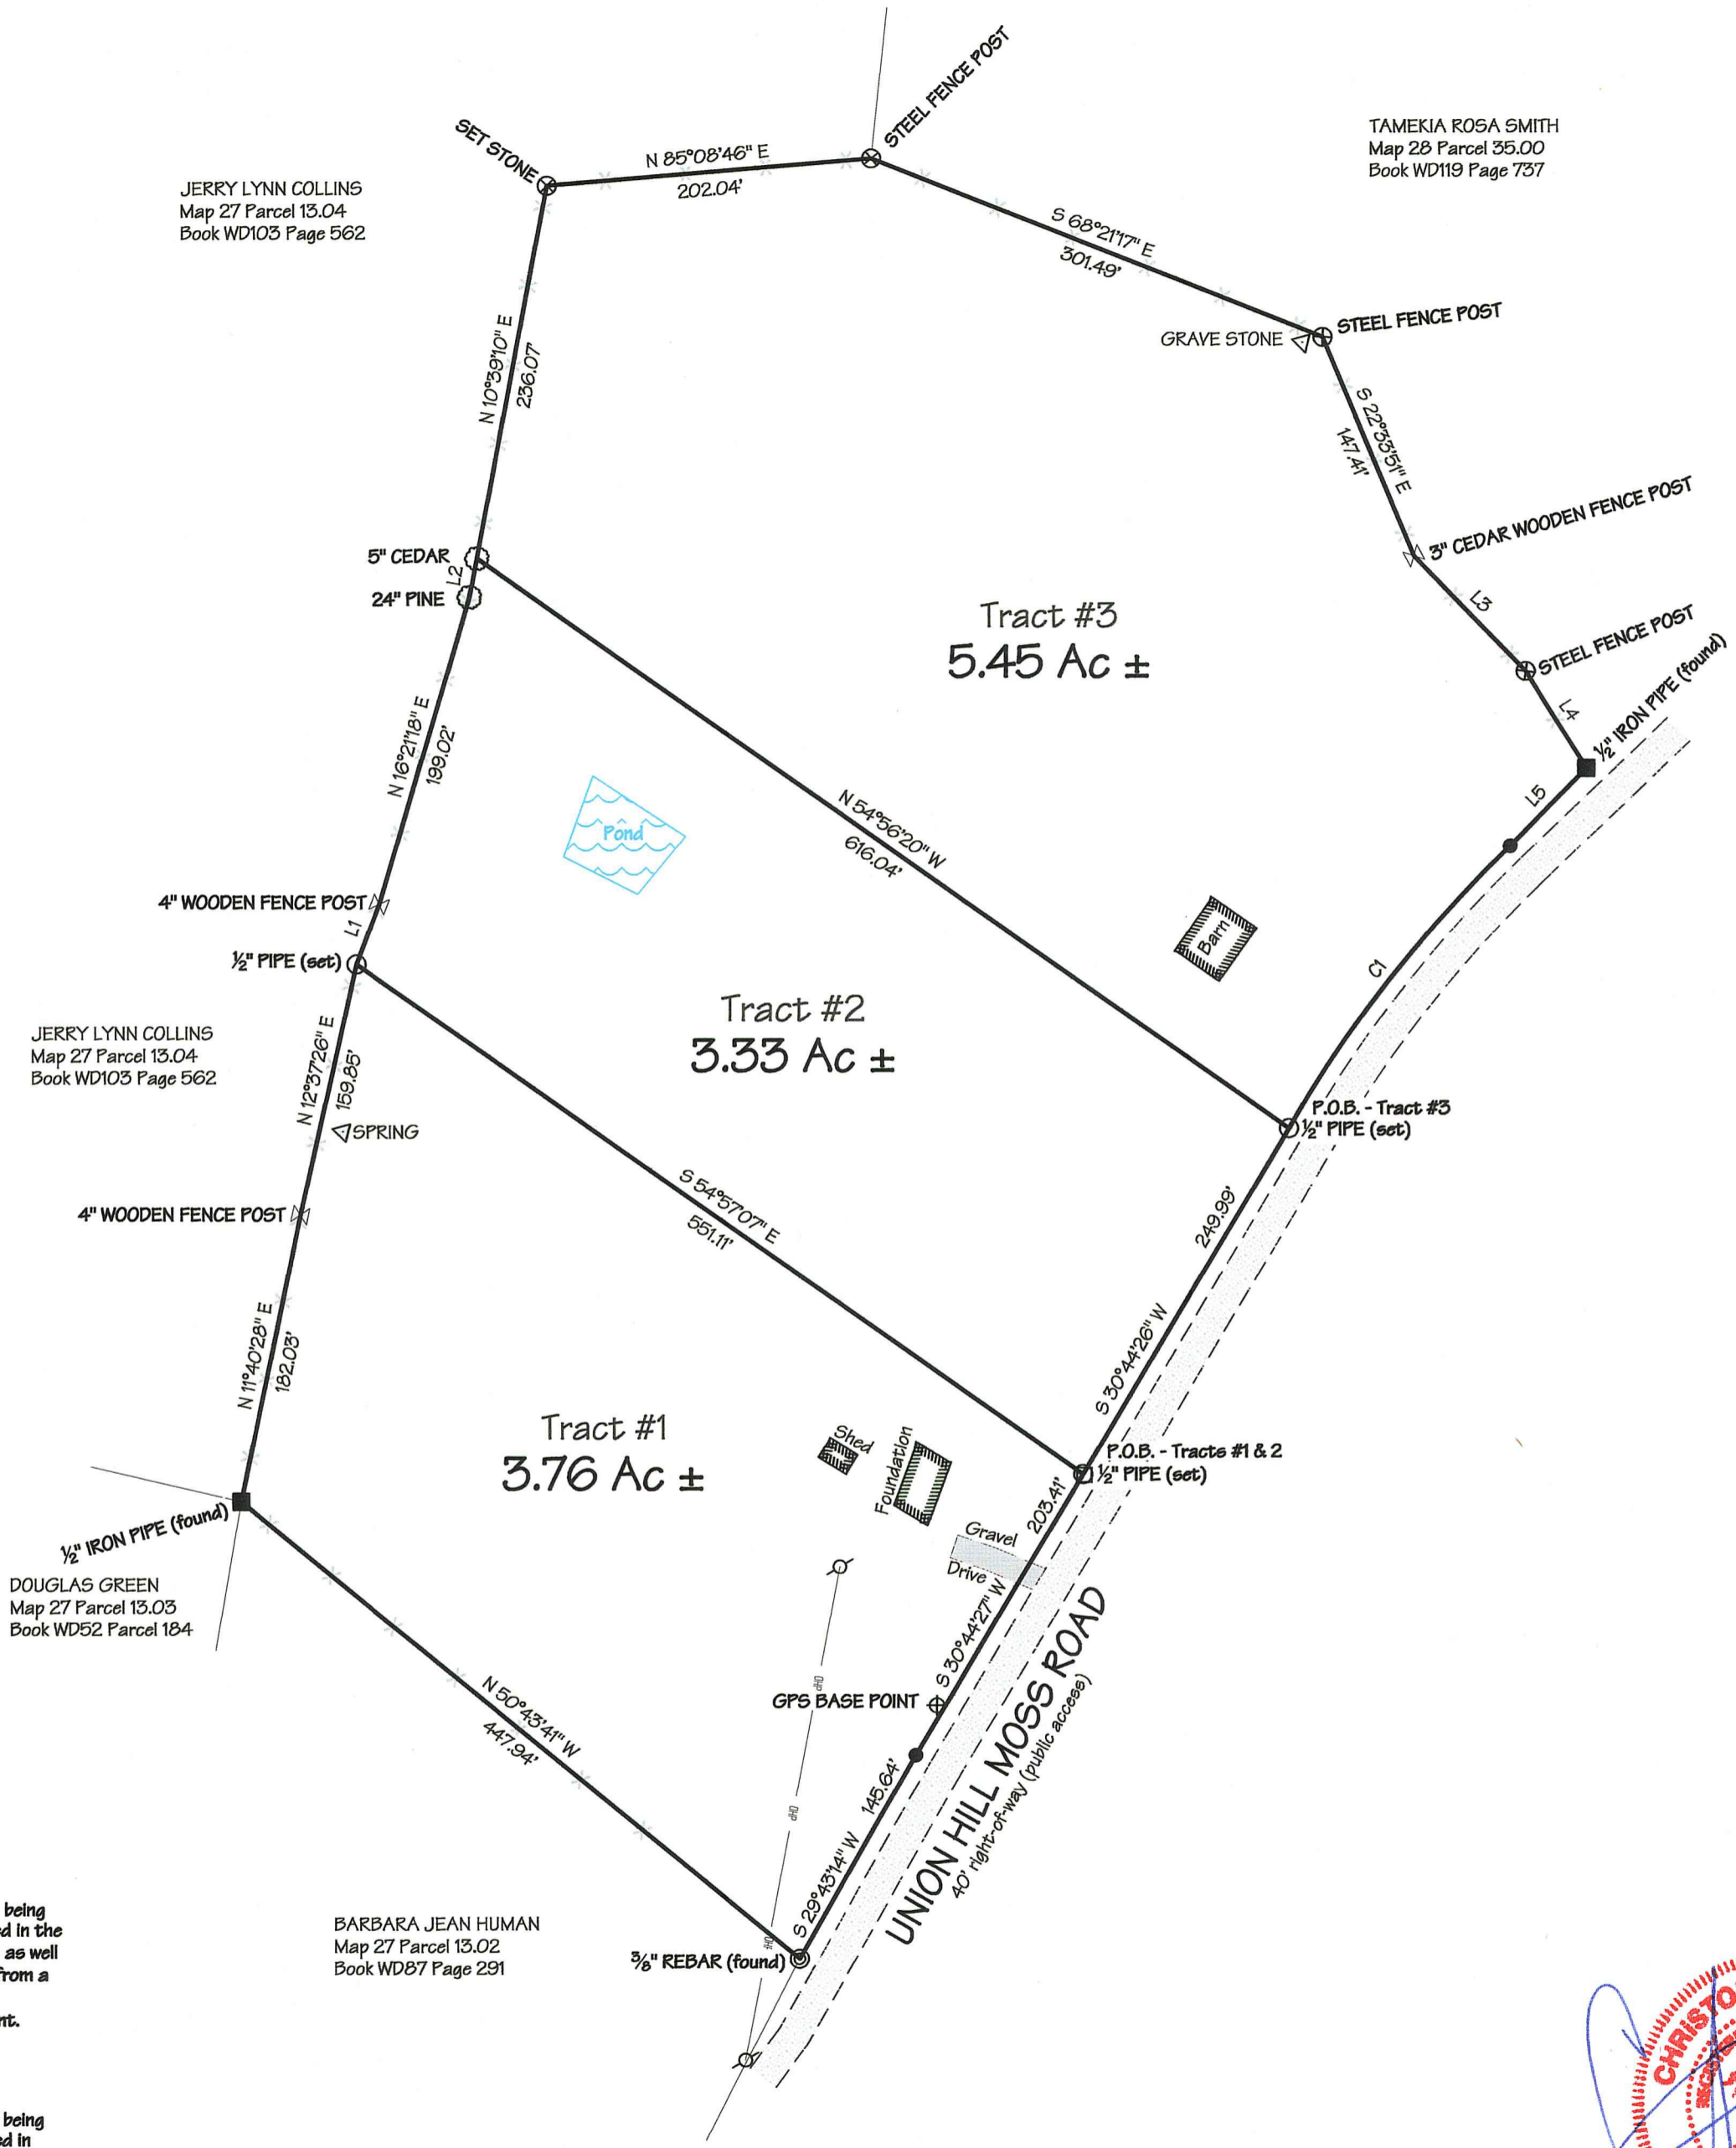 STEEL FENCE POST
SET STONE
N 85°08'46" E
202.04'
TAMEKIA ROSA SMITH
Map 28 Parcel 35.00
Book WD119 Page 737
JERRY LYNN COLLINS
Map 27 Parcel 13.04
Book WD103 Page 562
S 68°21'17" E
301.49'
GRAVE STONE
STEEL FENCE POST
N 10°39'10" E
236.07'
S 22°33'51" E
147.41'
3" CEDAR WOODEN FENCE POST
5" CEDAR
L2
24" PINE
L3
STEEL FENCE POST
L4
½" IRON PIPE (found)
Tract #3
5.45 Ac ±
N 16°21'18" E
199.02'
Pond
N 54°56'20" W
616.04'
L5
Barn
C1
4" WOODEN FENCE POST
L1
½" PIPE (set)
Tract #2
3.33 Ac ±
JERRY LYNN COLLINS
Map 27 Parcel 13.04
Book WD103 Page 562
N 12°37'26" E
159.85'
SPRING
P.O.B. - Tract #3
½" PIPE (set)
4" WOODEN FENCE POST
S 54°57'07" E
551.11'
249.99'
S 30°44'26" W
N 11°40'28" E
182.03'
Tract #1
3.76 Ac ±
Shed
Foundation
P.O.B. - Tracts #1 & 2
½" PIPE (set)
203.41'
Gravel
Drive
S 30°44'27" W
½" IRON PIPE (found)
DOUGLAS GREEN
Map 27 Parcel 13.03
Book WD52 Parcel 184
OHP
GPS BASE POINT
N 50°43'41" W
447.94'
UNION HILL MOSS ROAD
40' right-of-way (public access)
OHP
145.64'
S 29°43'14" W
OHP
⅜" REBAR (found)
BARBARA JEAN HUMAN
Map 27 Parcel 13.02
Book WD87 Page 291
being
d in the
as well
from a
nt.
being
ed in
CHRISTO